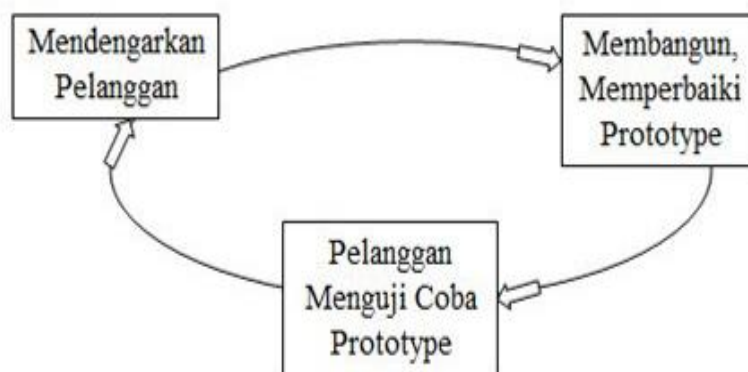 Mendengarkan
Pelanggan
Membangun,
Memperbaiki
Prototype
Pelanggan
Menguji Coba
Prototype